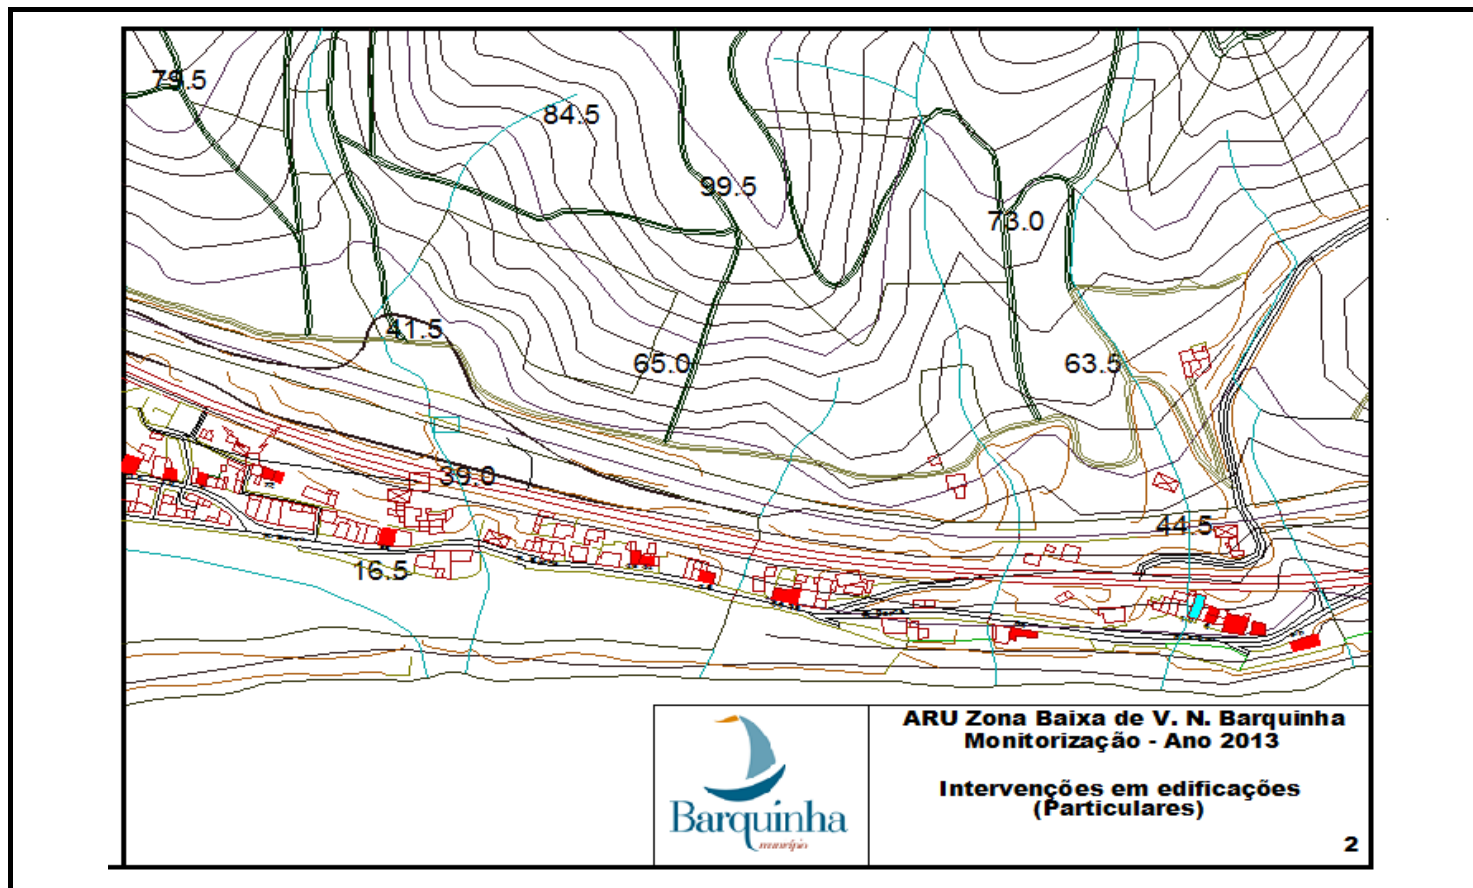 79.5
84.5
99.5
73.0
41.5
65.0
63.5
39.0
44.5
16.5
ARU Zona Baixa de V. N. Barquinha
Monitorização - Ano 2013
Intervenções em edificações
(Particulares)
Barquinha
município
2